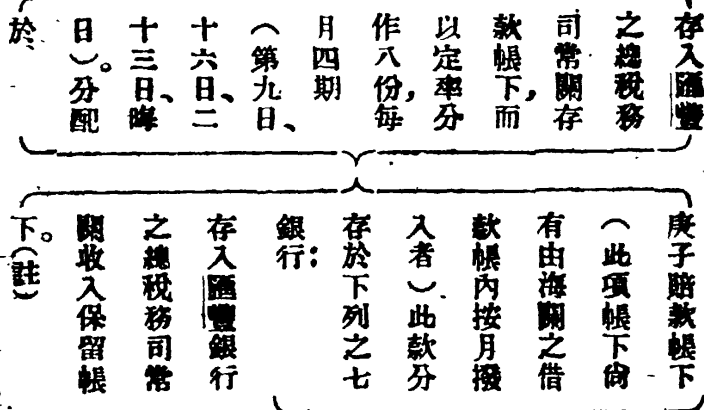 存入匯豐
之總稅務
司常關存
款帳下，而
以定率分
作八份，每
月四期
（第九日、
十六日、二
十三日、晦
日）。分配
於、
庚子賠款帳下
（此項帳下尙
有由海關之借
款帳內按月撥
入者）此款分
存於下列之七
銀行：
存入匯豐銀行
之總稅務司常
關收入保留帳
下。（註）